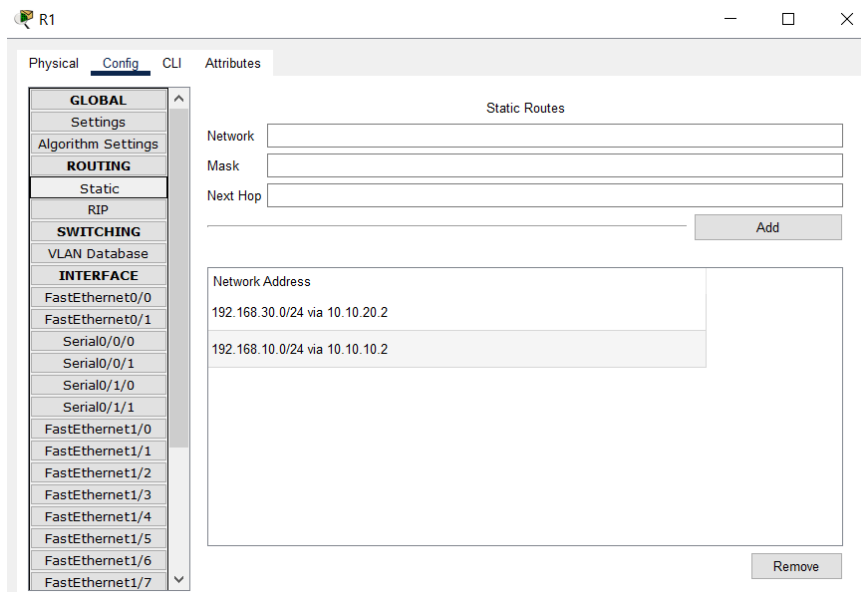 R1
Physical Config CLI Attributes
GLOBAL
Settings
Algorithm Settings
ROUTING
Static
RIP
SWITCHING
VLAN Database
INTERFACE
FastEthernet0/0
FastEthernet0/1
Serial0/0/0
Serial0/0/1
Serial0/1/0
Serial0/1/1
FastEthernet1/0
FastEthernet1/1
FastEthernet1/2
FastEthernet1/3
FastEthernet1/4
FastEthernet1/5
FastEthernet1/6
FastEthernet1/7
Static Routes
Network
Mask
Next Hop
Add
Network Address
192.168.30.0/24 via 10.10.20.2
192.168.10.0/24 via 10.10.10.2
Remove